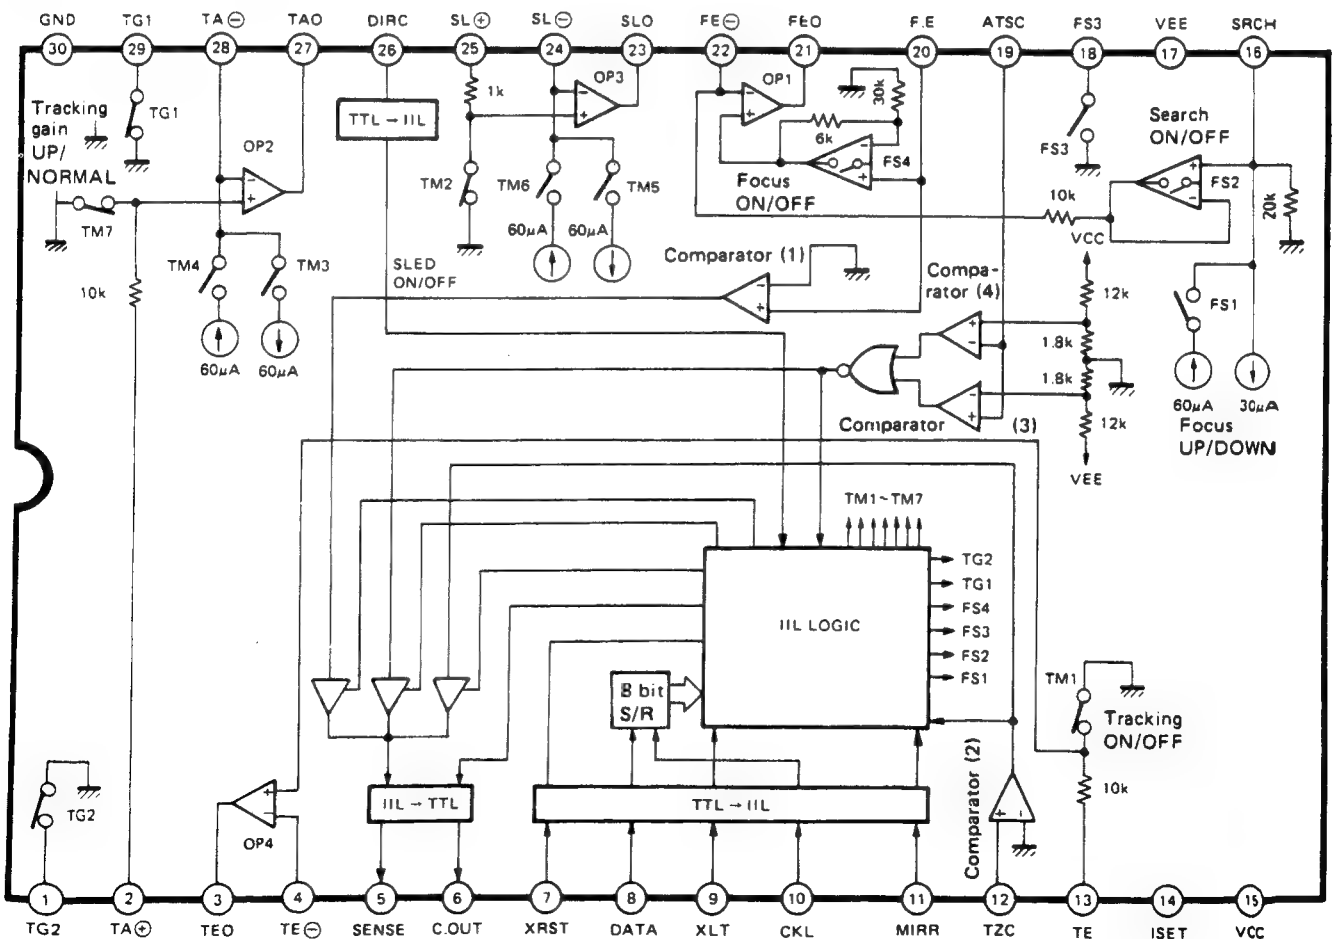 GND TG1 TA⊖ TAO DIRC SL⊕ SL⊖ SLO FE⊖ FEO F.E ATSC FS3 VEE SRCH
30 29 28 27 26 25 24 23 22 21 20 19 18 17 16
Tracking
gain
UP/
NORMAL
TG1
TM7
10k
OP2
TM4
TM3
60μA
60μA
TTL → IIL
SLED
ON/OFF
1k
TM2
OP3
TM6
TM5
60μA
60μA
OP1
30k
6k
FS4
Focus
ON/OFF
FS3
Search
ON/OFF
FS2
10k
20k
VCC
12k
1.8k
1.8k
12k
VEE
FS1
60μA
30μA
Focus
UP/DOWN
Comparator (1)
Compa-
rator (4)
Comparator (3)
TM1~TM7
IIL LOGIC
TG2
TG1
FS4
FS3
FS2
FS1
8 bit
S/R
TM1
Tracking
ON/OFF
10k
Comparator (2)
TG2
OP4
IIL → TTL
TTL → IIL
1 2 3 4 5 6 7 8 9 10 11 12 13 14 15
TG2 TA⊕ TEO TE⊖ SENSE C.OUT XRST DATA XLT CKL MIRR TZC TE ISET VCC